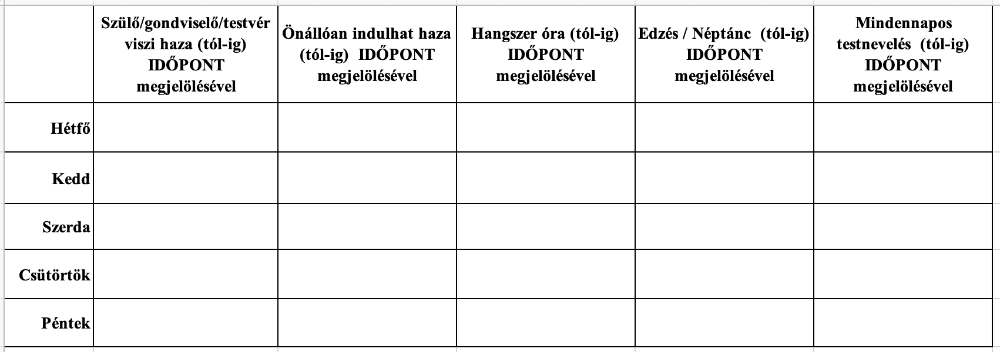 Szülő/gondviselő/testvér
viszi haza (tól-ig)
IDŐPONT
megjelölésével
Önállóan indulhat haza
(tól-ig)  IDŐPONT
megjelölésével
Hangszer óra (tól-ig)
IDŐPONT
megjelölésével
Edzés / Néptánc  (tól-ig)
IDŐPONT
megjelölésével
Mindennapos
testnevelés  (tól-ig)
IDŐPONT
megjelölésével
Hétfő
Kedd
Szerda
Csütörtök
Péntek